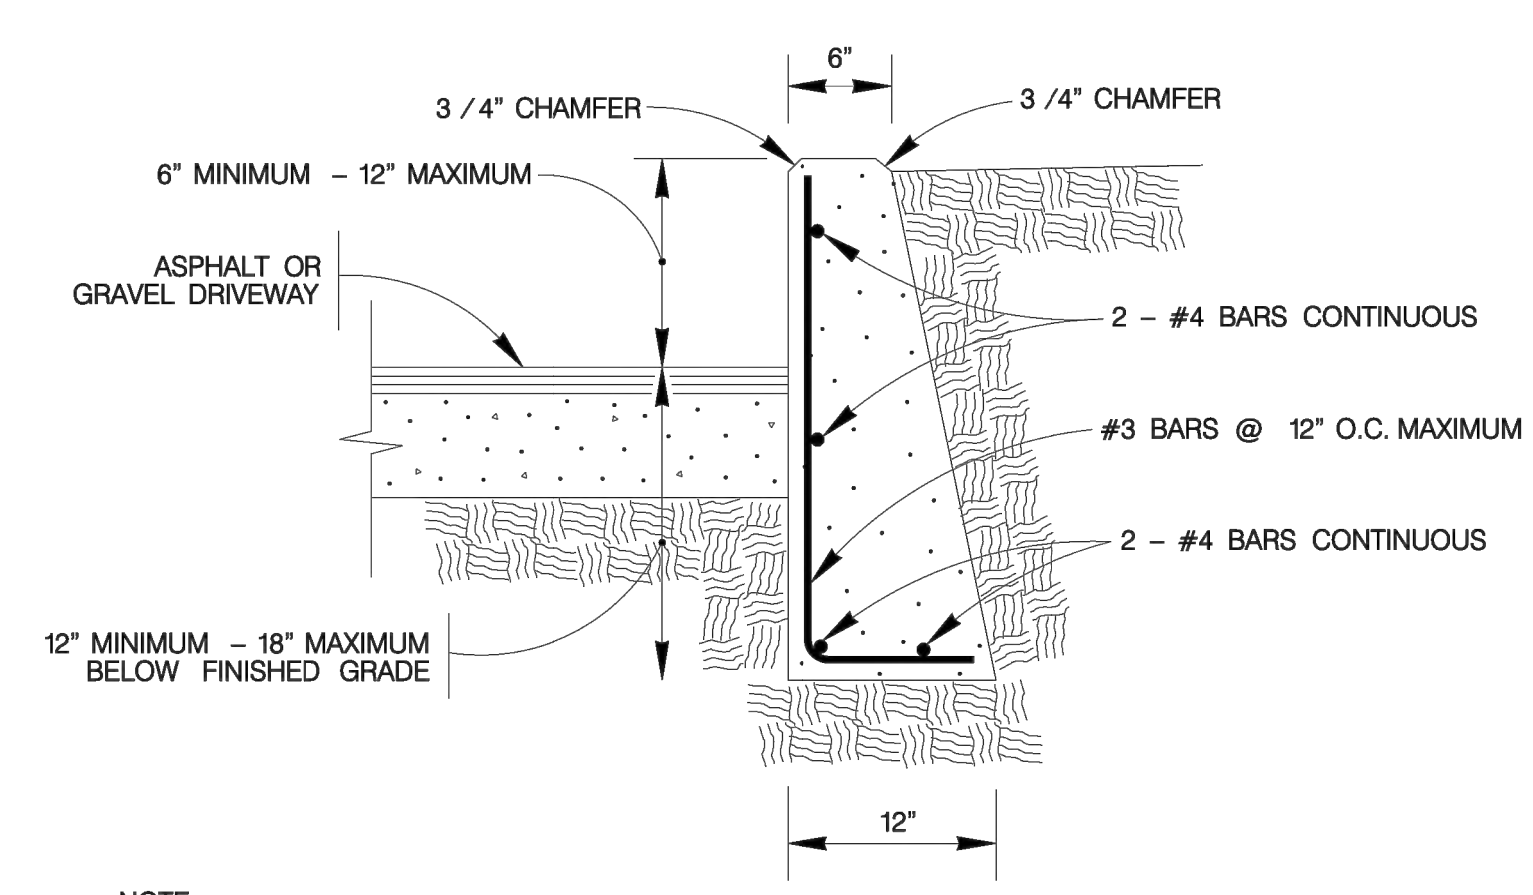 6”
3 /4” CHAMFER
3 /4” CHAMFER
6” MINIMUM – 12” MAXIMUM
ASPHALT OR
GRAVEL DRIVEWAY
2 – #4 BARS CONTINUOUS
#3 BARS @ 12” O.C. MAXIMUM
2 – #4 BARS CONTINUOUS
12” MINIMUM – 18” MAXIMUM
BELOW FINISHED GRADE
12”
NOTE